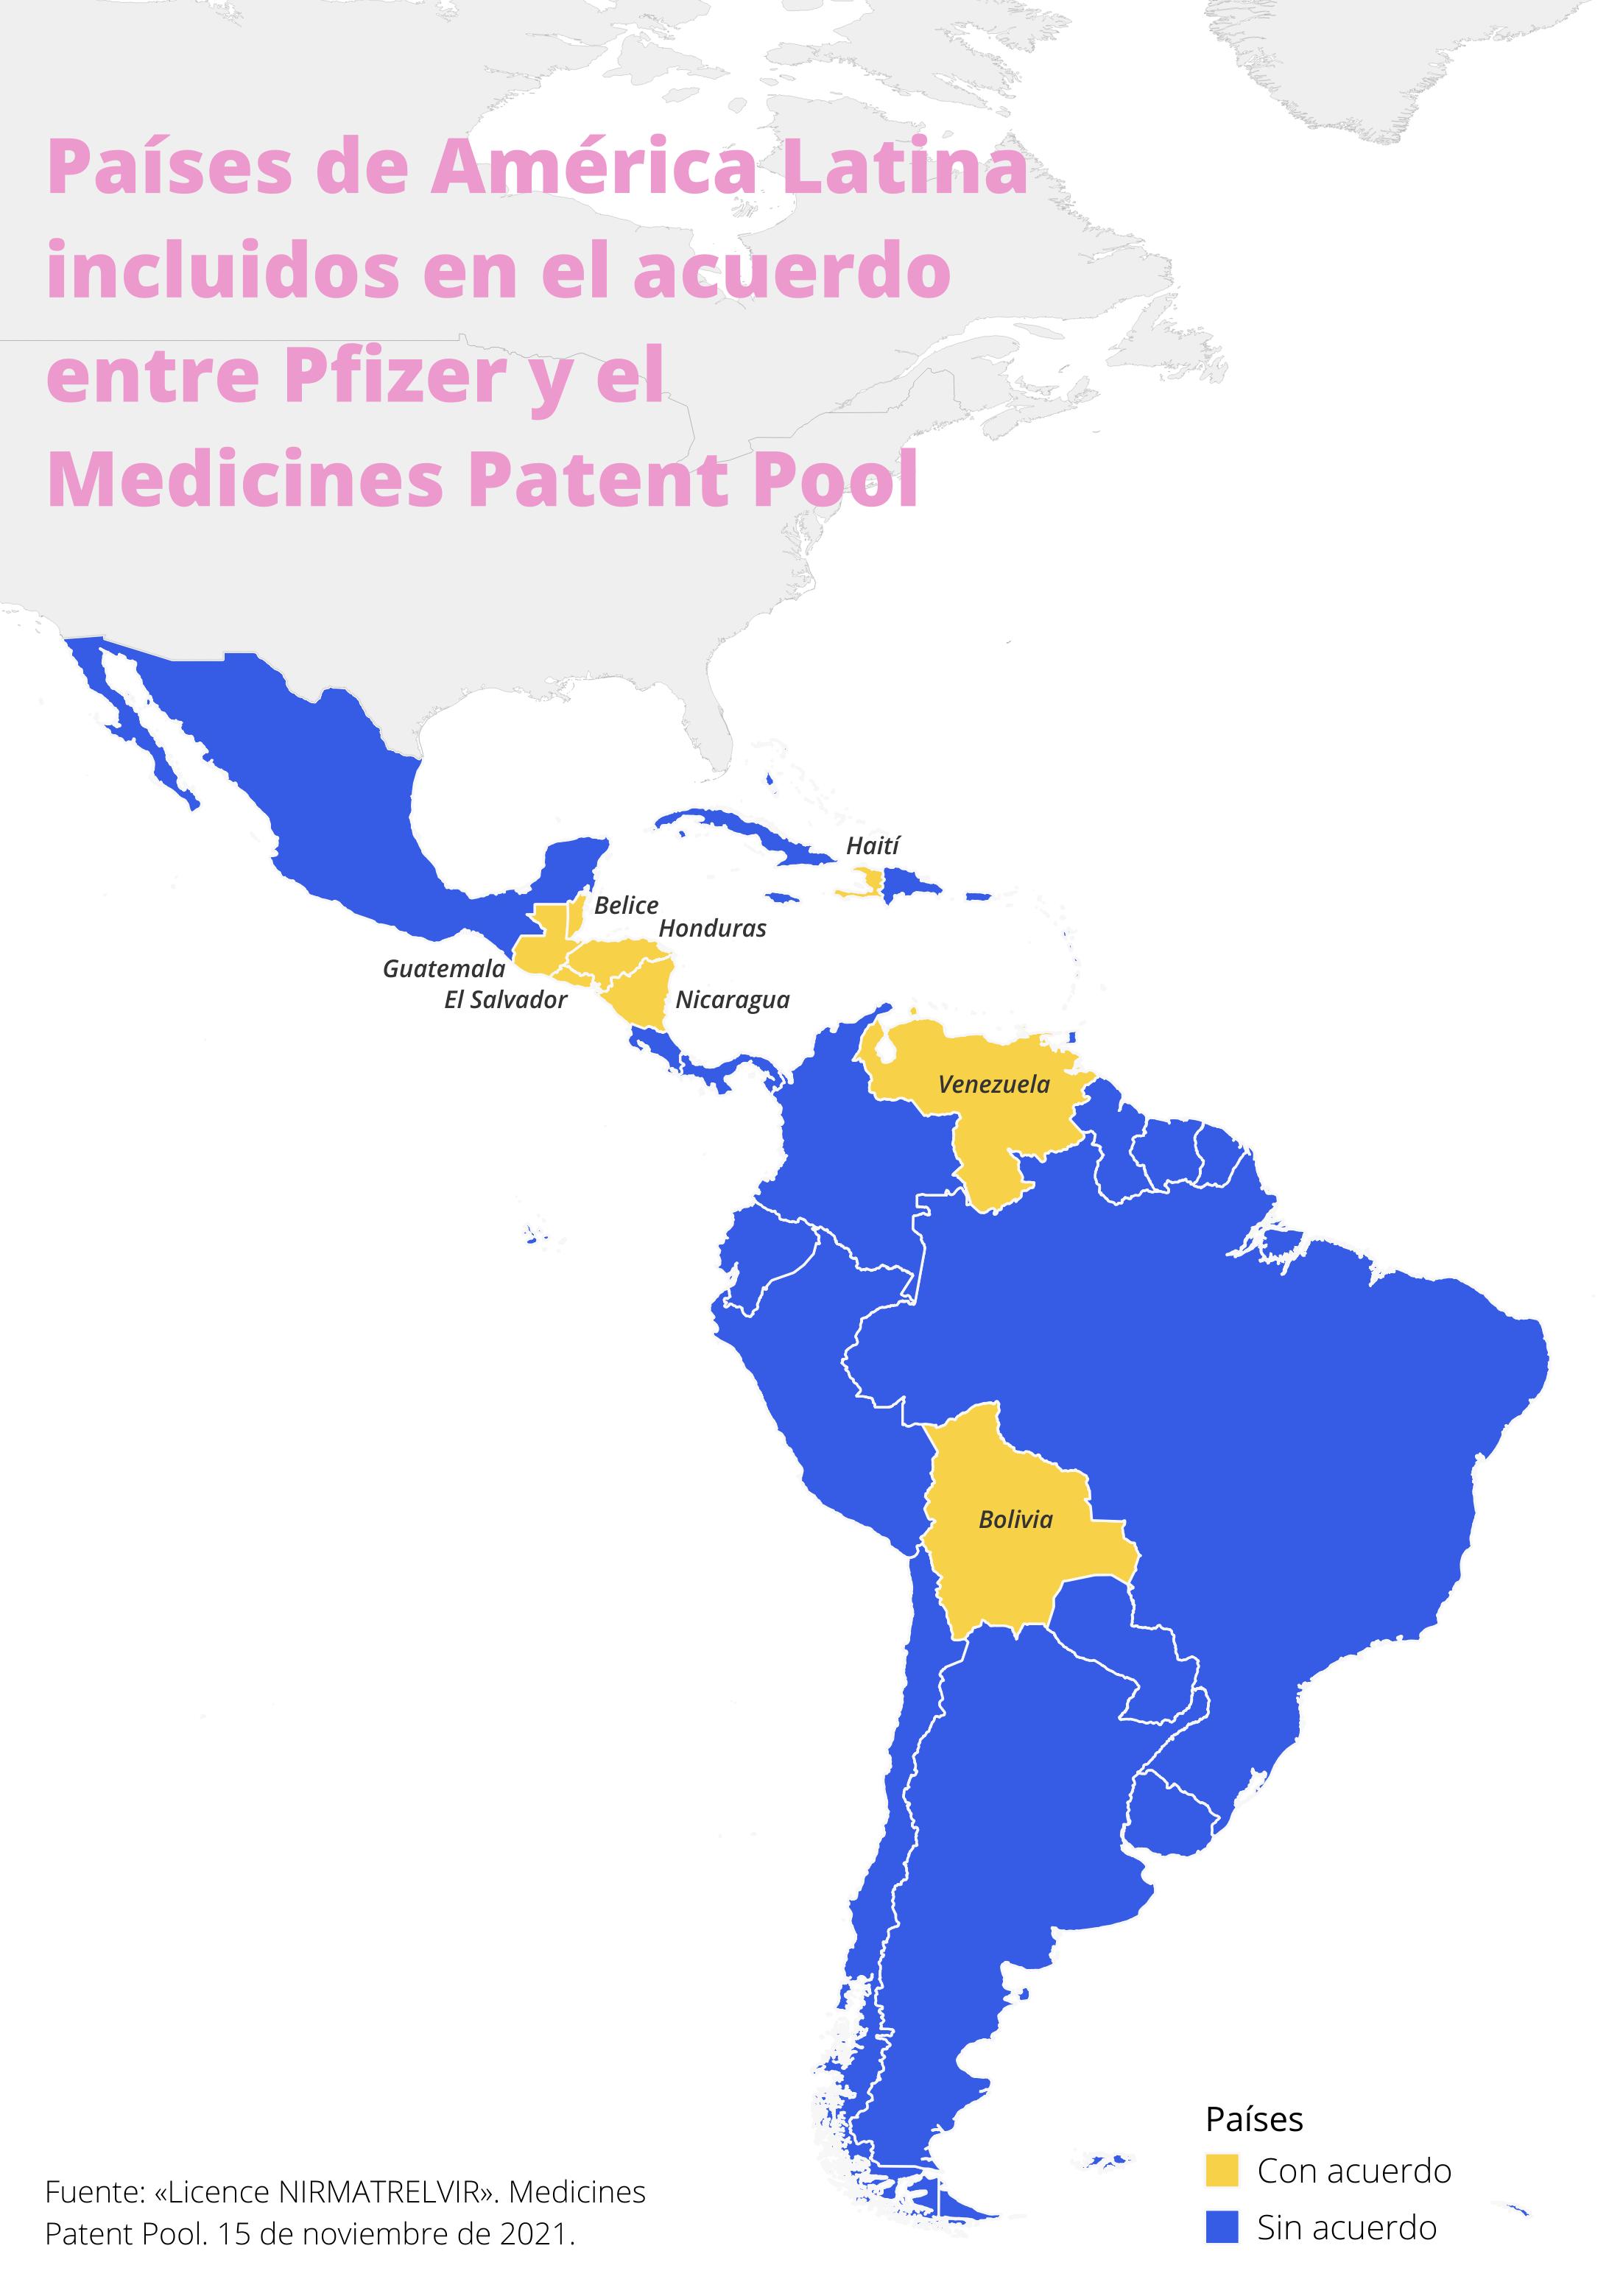 Países de América Latina
incluidos en el acuerdo
entre Pfizer y el
Medicines Patent Pool
Haití
Belice
Honduras
Guatemala
El Salvador
Nicaragua
Venezuela
Bolivia
Países
Con acuerdo
Sin acuerdo
Fuente: «Licence NIRMATRELVIR». Medicines
Patent Pool. 15 de noviembre de 2021.